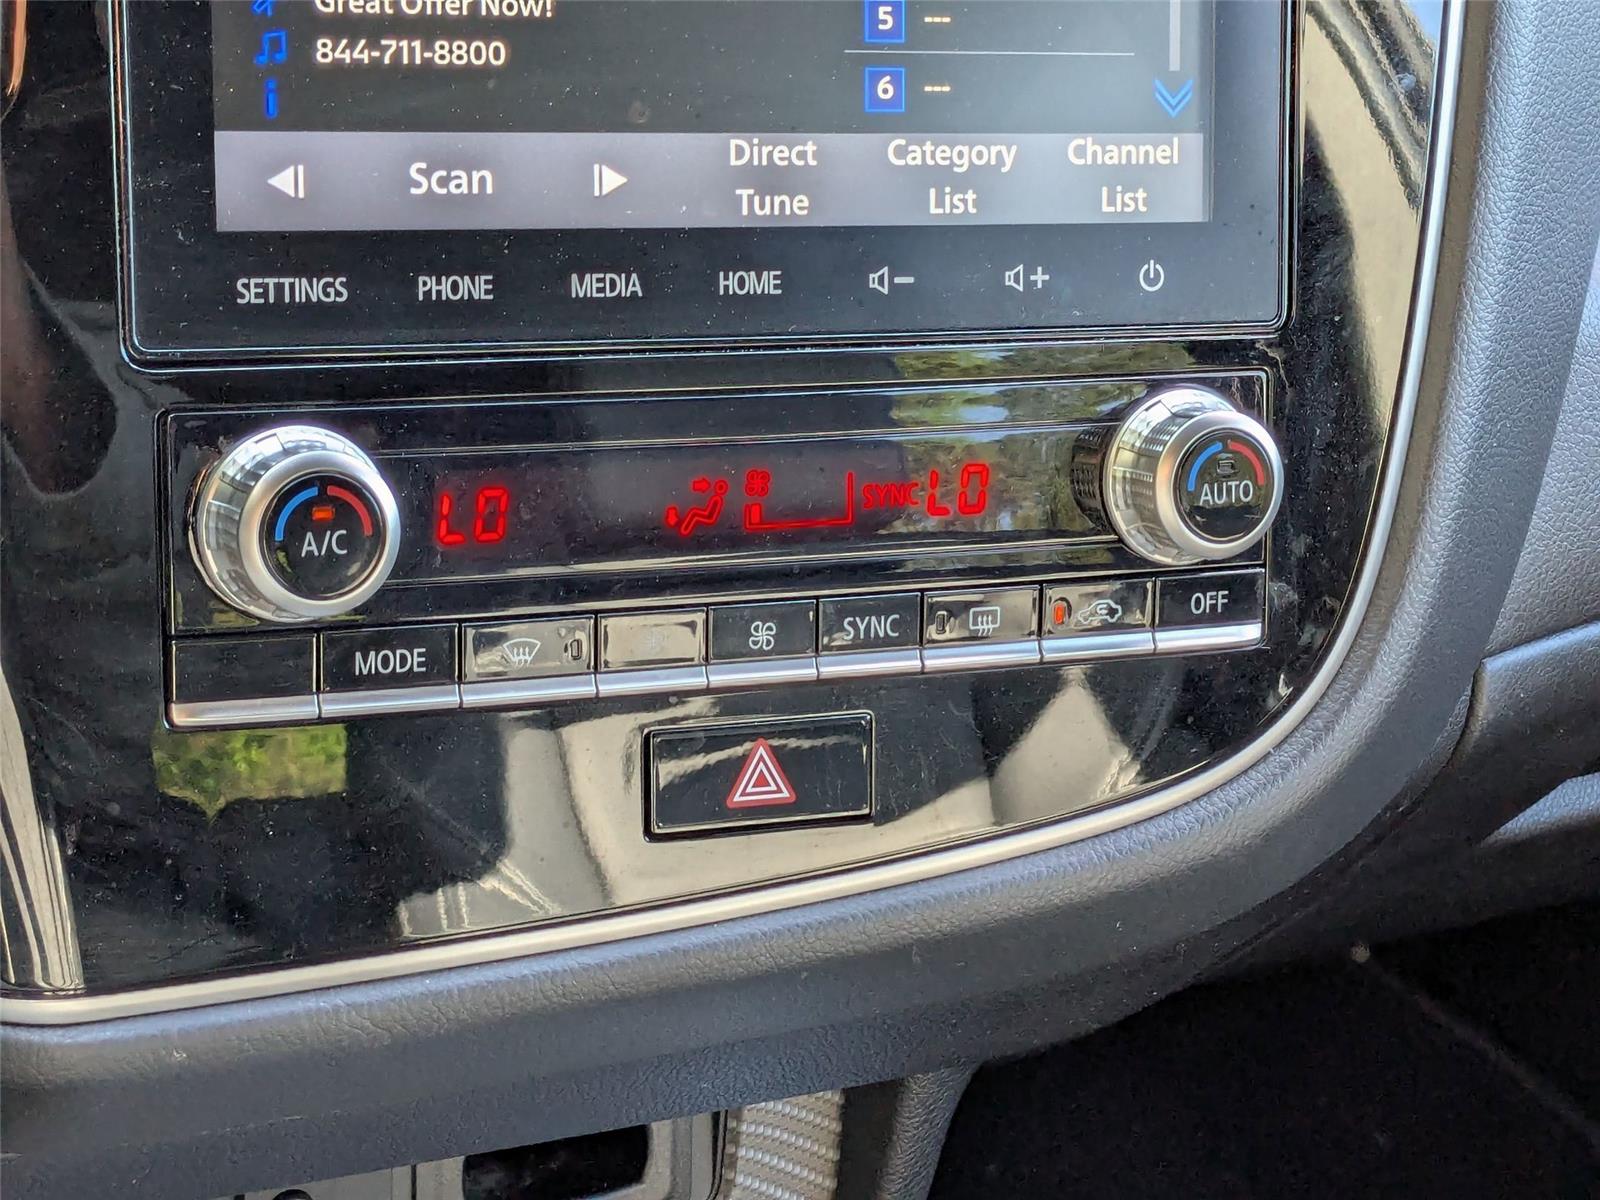 Great Offer Now!
844-711-8800
5 ---
6 ---
Scan
Direct
Tune
Category
List
Channel
List
SETTINGS PHONE MEDIA HOME
A/C
LO
SYNC LO
AUTO
MODE
SYNC
OFF